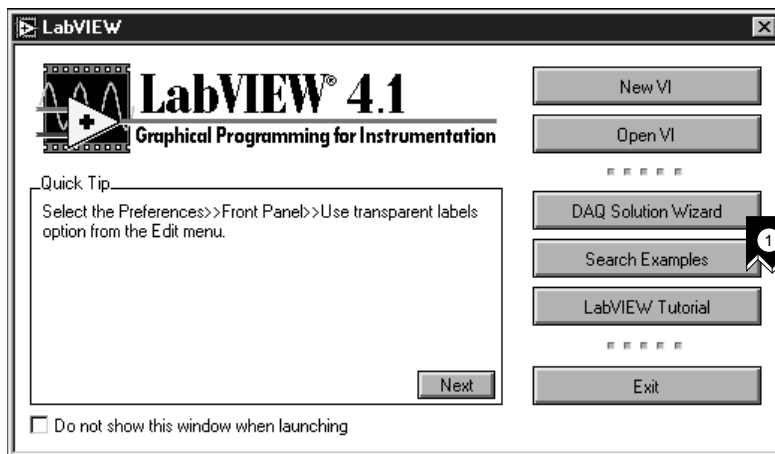 LabVIEW
LabVIEW® 4.1
Graphical Programming for Instrumentation
Quick Tip
Select the Preferences>>Front Panel>>Use transparent labels
option from the Edit menu.
Next
Do not show this window when launching
New VI
Open VI
DAQ Solution Wizard
Search Examples
LabVIEW Tutorial
Exit
1